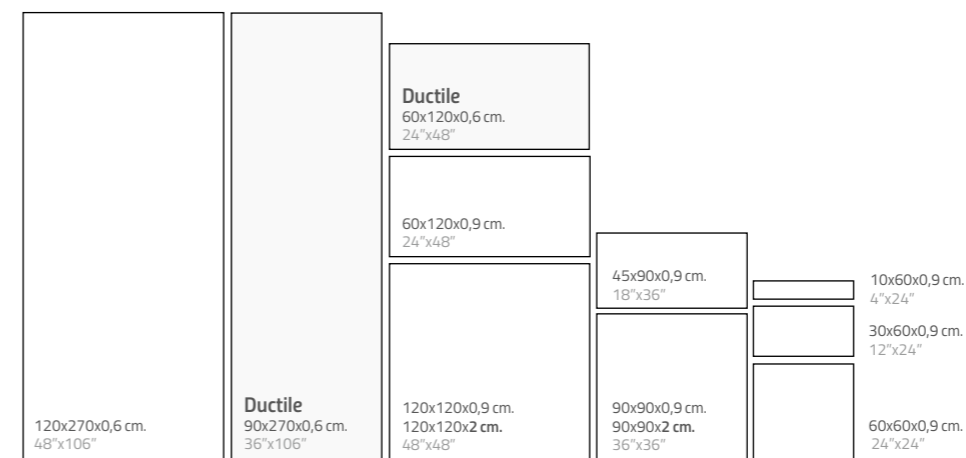 120x270x0,6 cm.
48”x106”
Ductile
90x270x0,6 cm.
36”x106”
Ductile
60x120x0,6 cm.
24”x48”
60x120x0,9 cm.
24”x48”
120x120x0,9 cm.
120x120x2 cm.
48”x48”
45x90x0,9 cm.
18”x36”
90x90x0,9 cm.
90x90x2 cm.
36”x36”
10x60x0,9 cm.
4”x24”
30x60x0,9 cm.
12”x24”
60x60x0,9 cm.
24”x24”